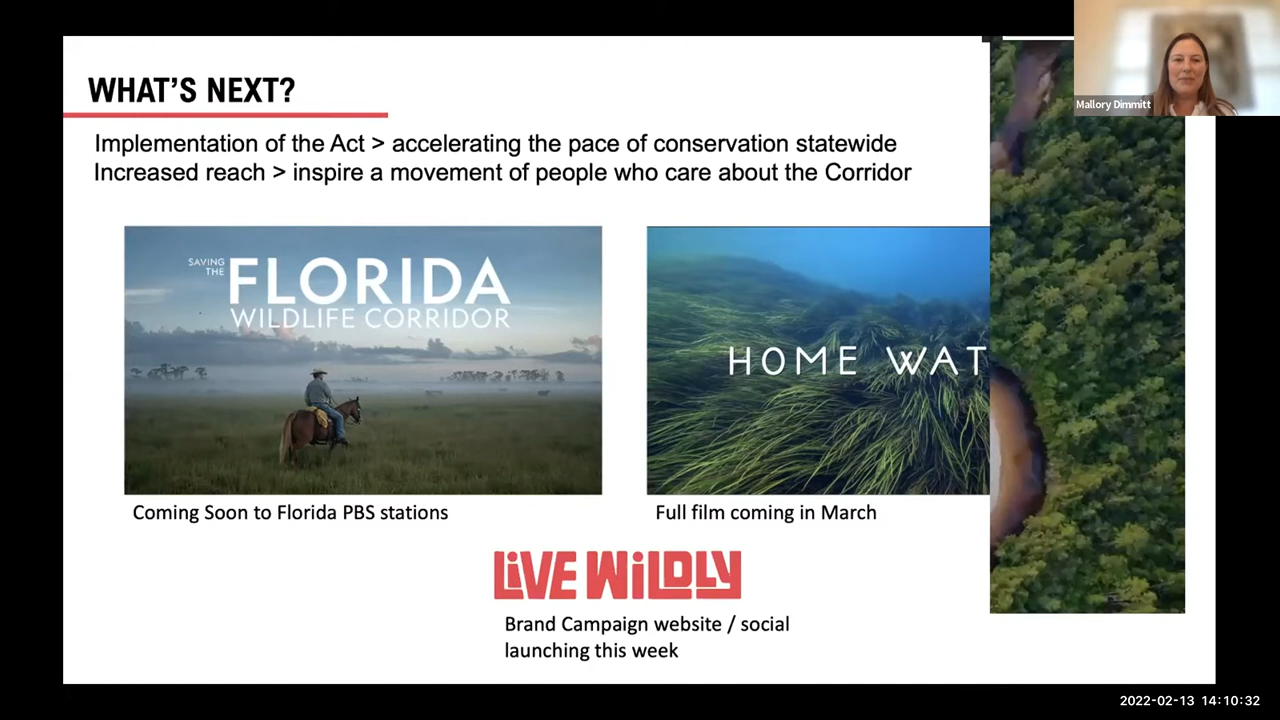 WHAT'S NEXT?
Mallory Dimmitt
Implementation of the Act > accelerating the pace of conservation statewide
Increased reach > inspire a movement of people who care about the Corridor
SAVING
THE
FLORIDA
WILDLIFE CORRIDOR
HOME WAT
Coming Soon to Florida PBS stations
Full film coming in March
LiVE WiLDLY
Brand Campaign website / social
launching this week
2022-02-13 14:10:32